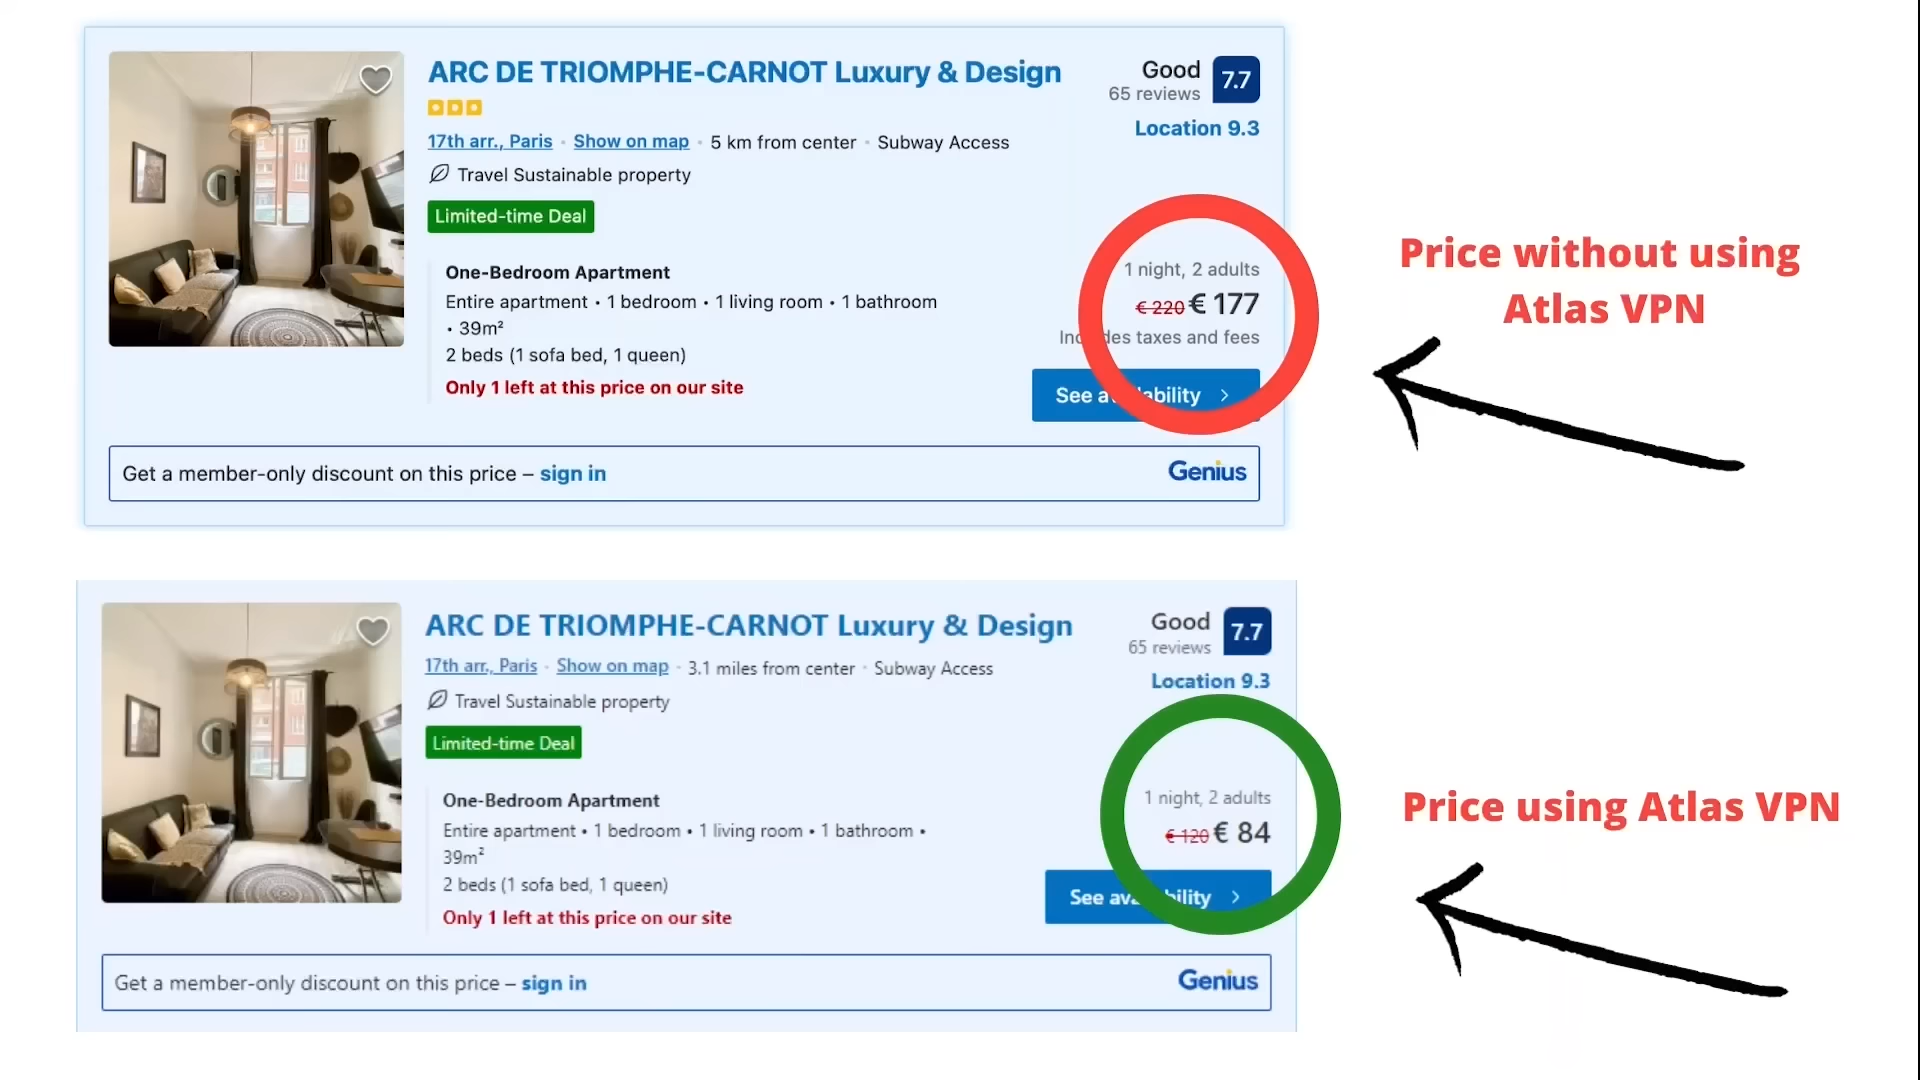 ARC DE TRIOMPHE-CARNOT Luxury & Design
Good
65 reviews
7.7
Location 9.3
17th arr., Paris · Show on map · 5 km from center · Subway Access
Travel Sustainable property
Limited-time Deal
One-Bedroom Apartment
Entire apartment • 1 bedroom • 1 living room • 1 bathroom
• 39m²
2 beds (1 sofa bed, 1 queen)
Only 1 left at this price on our site
1 night, 2 adults
€ 220 € 177
Includes taxes and fees
See availability
Get a member-only discount on this price – sign in
Genius
Price without using
Atlas VPN
ARC DE TRIOMPHE-CARNOT Luxury & Design
Good
65 reviews
7.7
Location 9.3
17th arr., Paris · Show on map · 3.1 miles from center · Subway Access
Travel Sustainable property
Limited-time Deal
One-Bedroom Apartment
Entire apartment • 1 bedroom • 1 living room • 1 bathroom •
39m²
2 beds (1 sofa bed, 1 queen)
Only 1 left at this price on our site
1 night, 2 adults
€ 120 € 84
See availability
Get a member-only discount on this price – sign in
Genius
Price using Atlas VPN